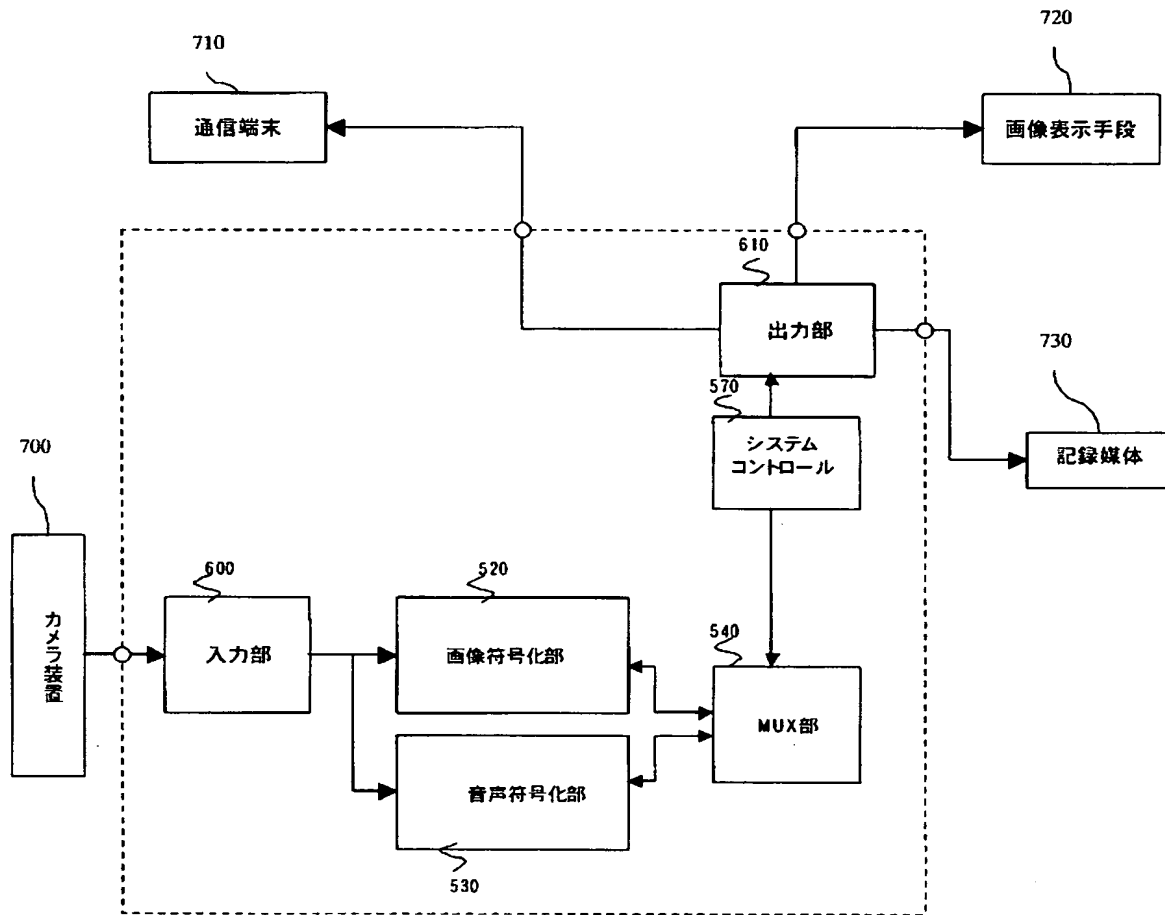 710
720
通信端末
画像表示手段
610
出力部
730
570
システム
コントロール
記録媒体
700
カメラ装置
600
入力部
520
画像符号化部
540
MUX部
音声符号化部
530